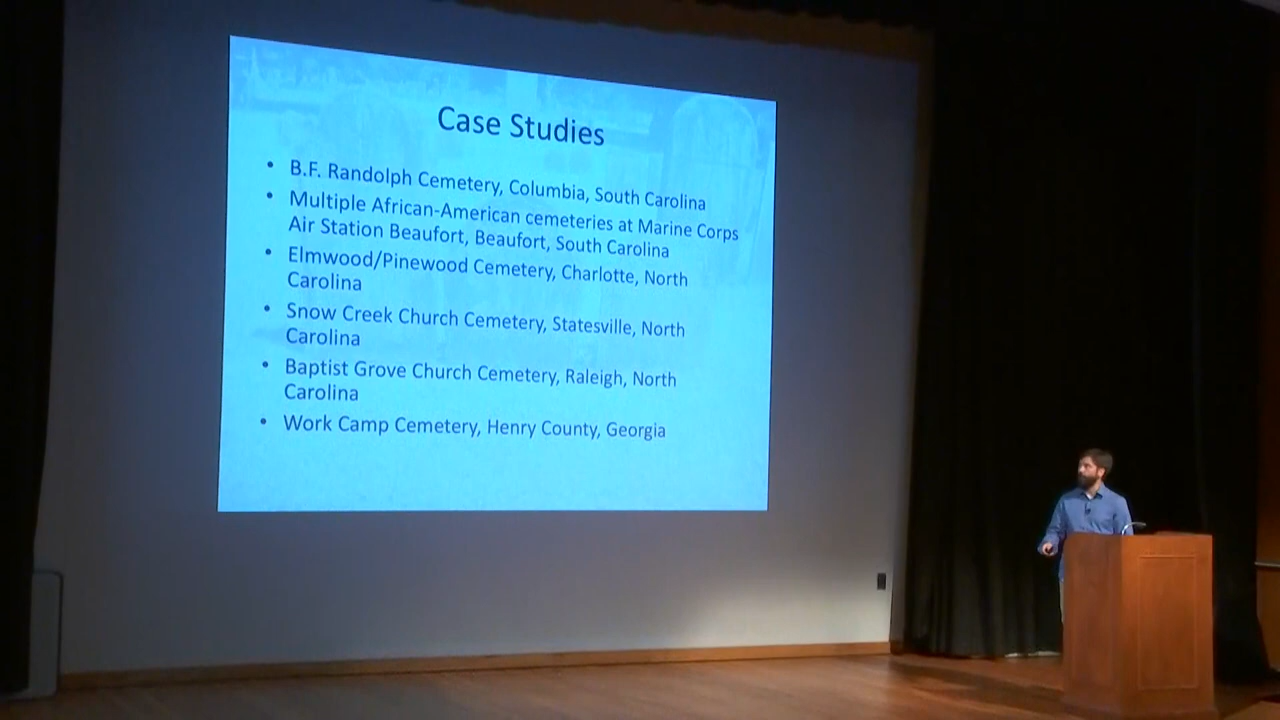 Case Studies
• B.F. Randolph Cemetery, Columbia, South Carolina
• Multiple African-American cemeteries at Marine Corps
Air Station Beaufort, Beaufort, South Carolina
• Elmwood/Pinewood Cemetery, Charlotte, North
Carolina
• Snow Creek Church Cemetery, Statesville, North
Carolina
• Baptist Grove Church Cemetery, Raleigh, North
Carolina
• Work Camp Cemetery, Henry County, Georgia